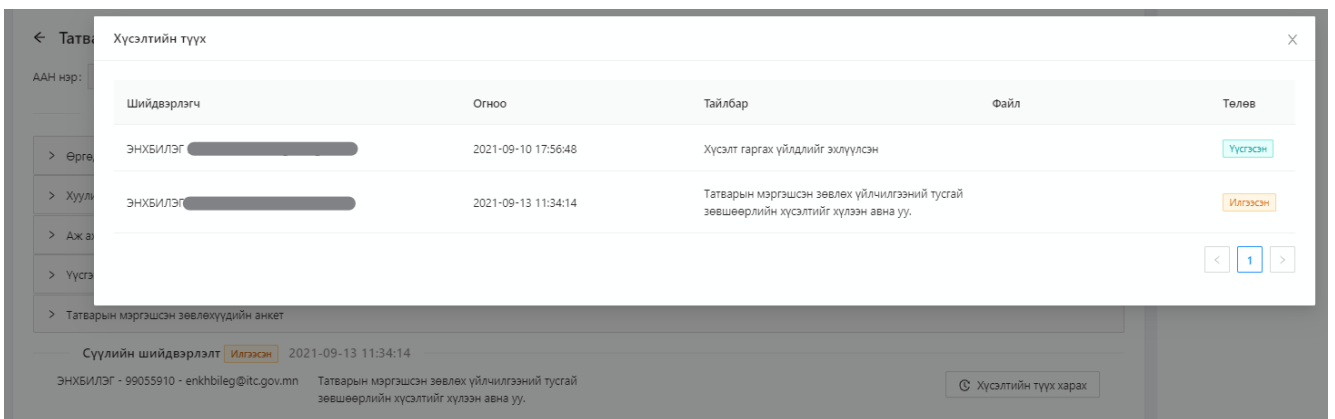 Татва
Хүсэлтийн түүх
ААН нэр:
Шийдвэрлэгч Огноо Тайлбар Файл Төлөв
ЭНХБИЛЭГ 2021-09-10 17:56:48 Хүсэлт гаргах үйлдлийг эхлүүлсэн Үүсгэсэн
ЭНХБИЛЭГ 2021-09-13 11:34:14 Татварын мэргэшсэн зөвлөх үйлчилгээний тусгай
зөвшөөрлийн хүсэлтийг хүлээн авна уу. Илгээсэн
< 1 >
> Өргө
> Хуули
> Аж а
> Үүсгэ
> Татварын мэргэшсэн зөвлөхүүдийн анкет
Сүүлийн шийдвэрлэлт Илгээсэн 2021-09-13 11:34:14
ЭНХБИЛЭГ - 99055910 - enkhbileg@itc.gov.mn Татварын мэргэшсэн зөвлөх үйлчилгээний тусгай
зөвшөөрлийн хүсэлтийг хүлээн авна уу.
Хүсэлтийн түүх харах